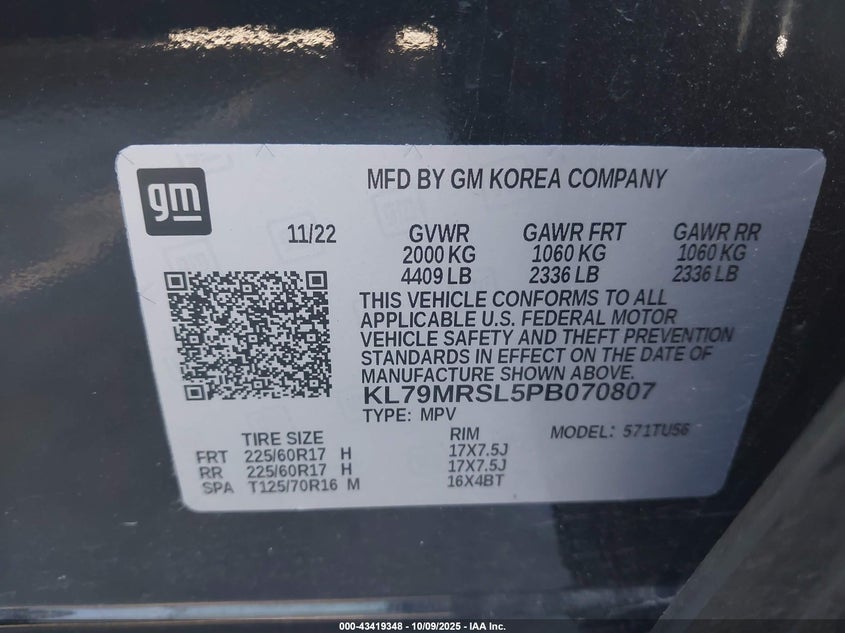 gm
MFD BY GM KOREA COMPANY
11/22 GVWR GAWR FRT GAWR RR
2000 KG 1060 KG 1060 KG
4409 LB 2336 LB 2336 LB
THIS VEHICLE CONFORMS TO ALL
APPLICABLE U.S. FEDERAL MOTOR
VEHICLE SAFETY AND THEFT PREVENTION
STANDARDS IN EFFECT ON THE DATE OF
MANUFACTURE SHOWN ABOVE.
KL79MRSL5PB070807
TYPE: MPV
MODEL: 571TU56
TIRE SIZE RIM
FRT 225/60R17 H 17X7.5J
RR 225/60R17 H 17X7.5J
SPA T125/70R16 M 16X4BT
000-43419348 - 10/09/2025 - IAA Inc.